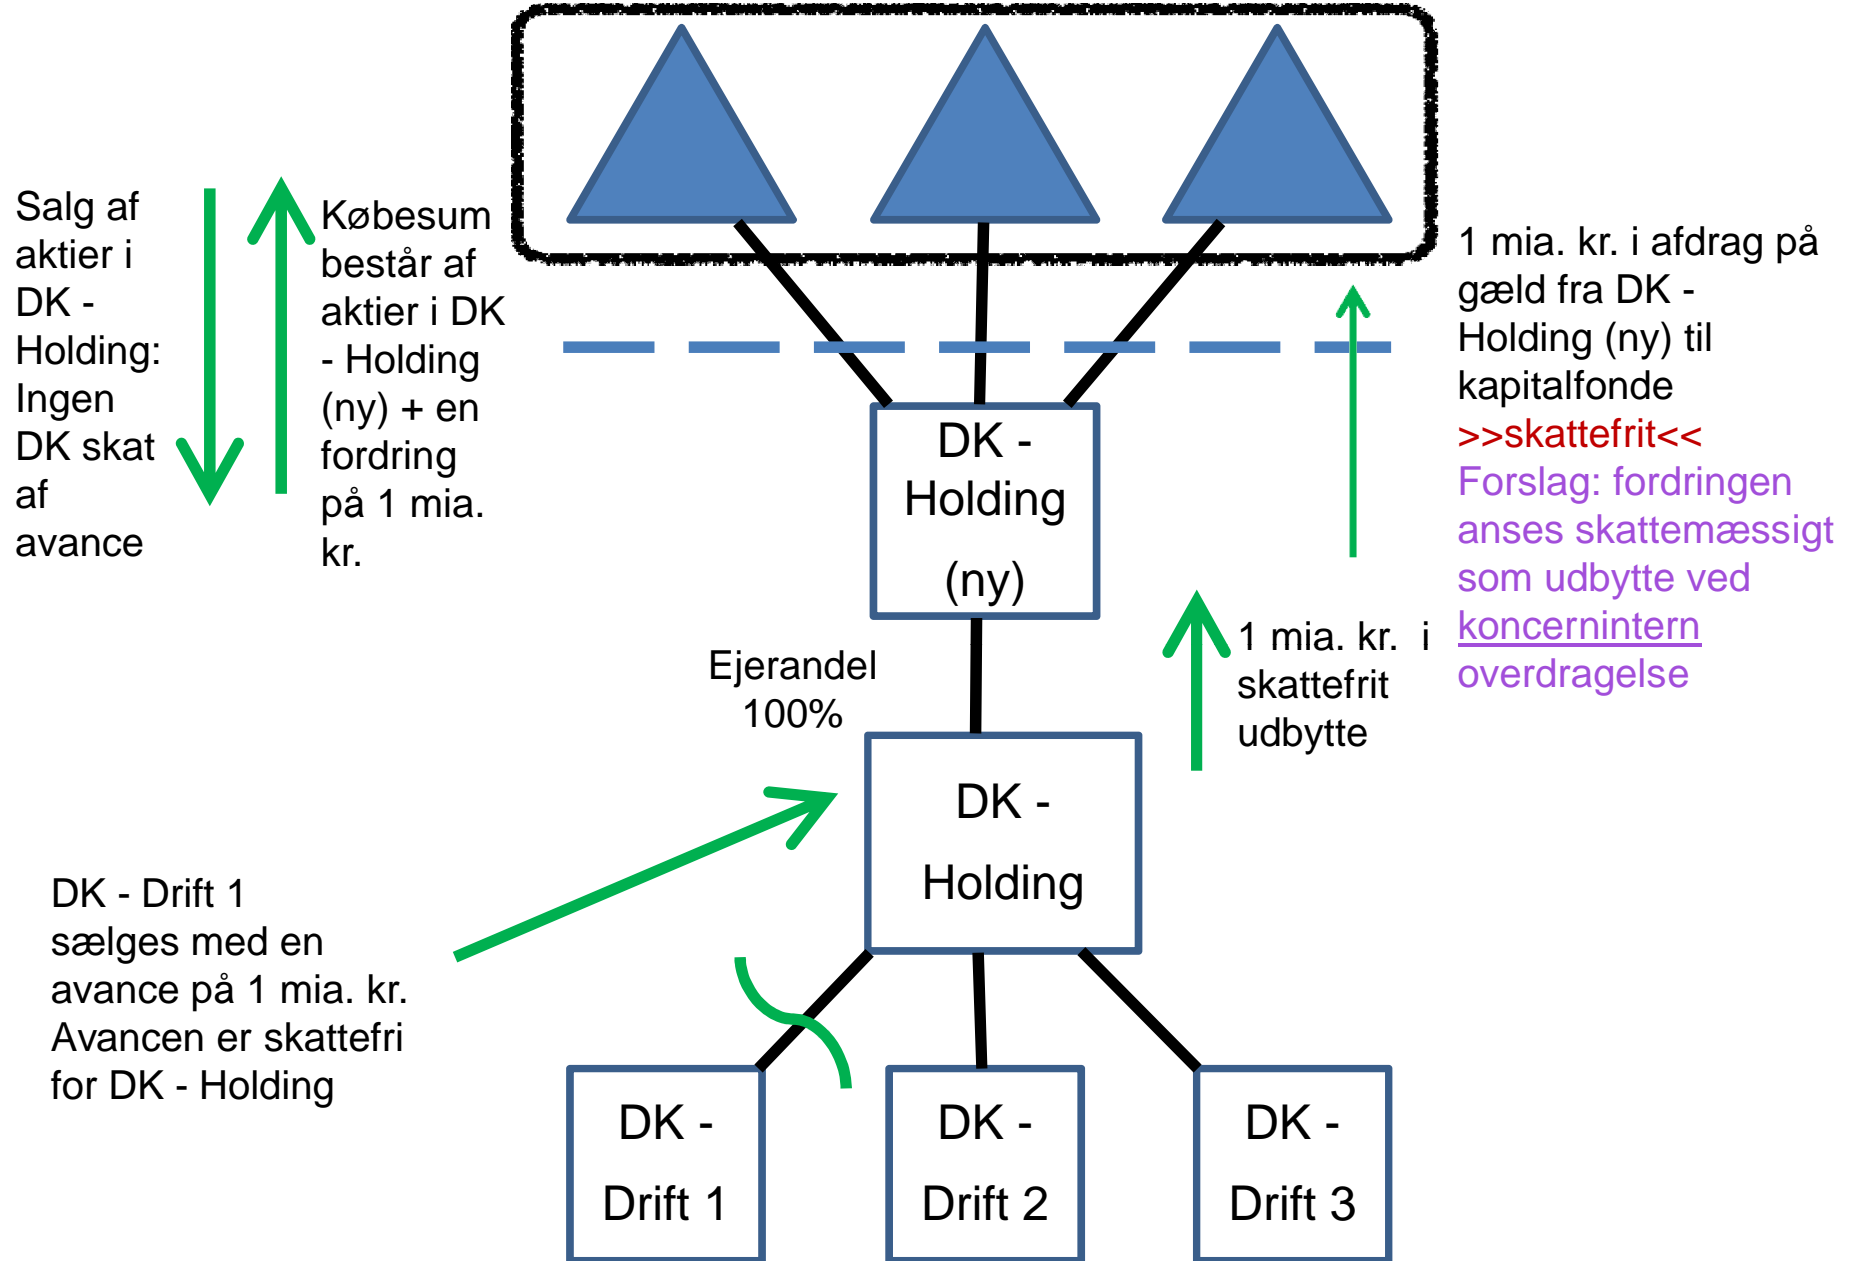 Salg af
aktier i
DK -
Holding:
Ingen
DK skat
af
avance
Købesum
består af
aktier i DK
- Holding
(ny) + en
fordring
på 1 mia.
kr.
1 mia. kr. i afdrag på
gæld fra DK -
Holding (ny) til
kapitalfonde
>>skattefrit<<
Forslag: fordringen
anses skattemæssigt
som udbytte ved
koncernintern
overdragelse
DK -
Holding
(ny)
1 mia. kr. i
skattefrit
udbytte
Ejerandel
100%
DK -
Holding
DK - Drift 1
sælges med en
avance på 1 mia. kr.
Avancen er skattefri
for DK - Holding
DK -
Drift 1
DK -
Drift 2
DK -
Drift 3